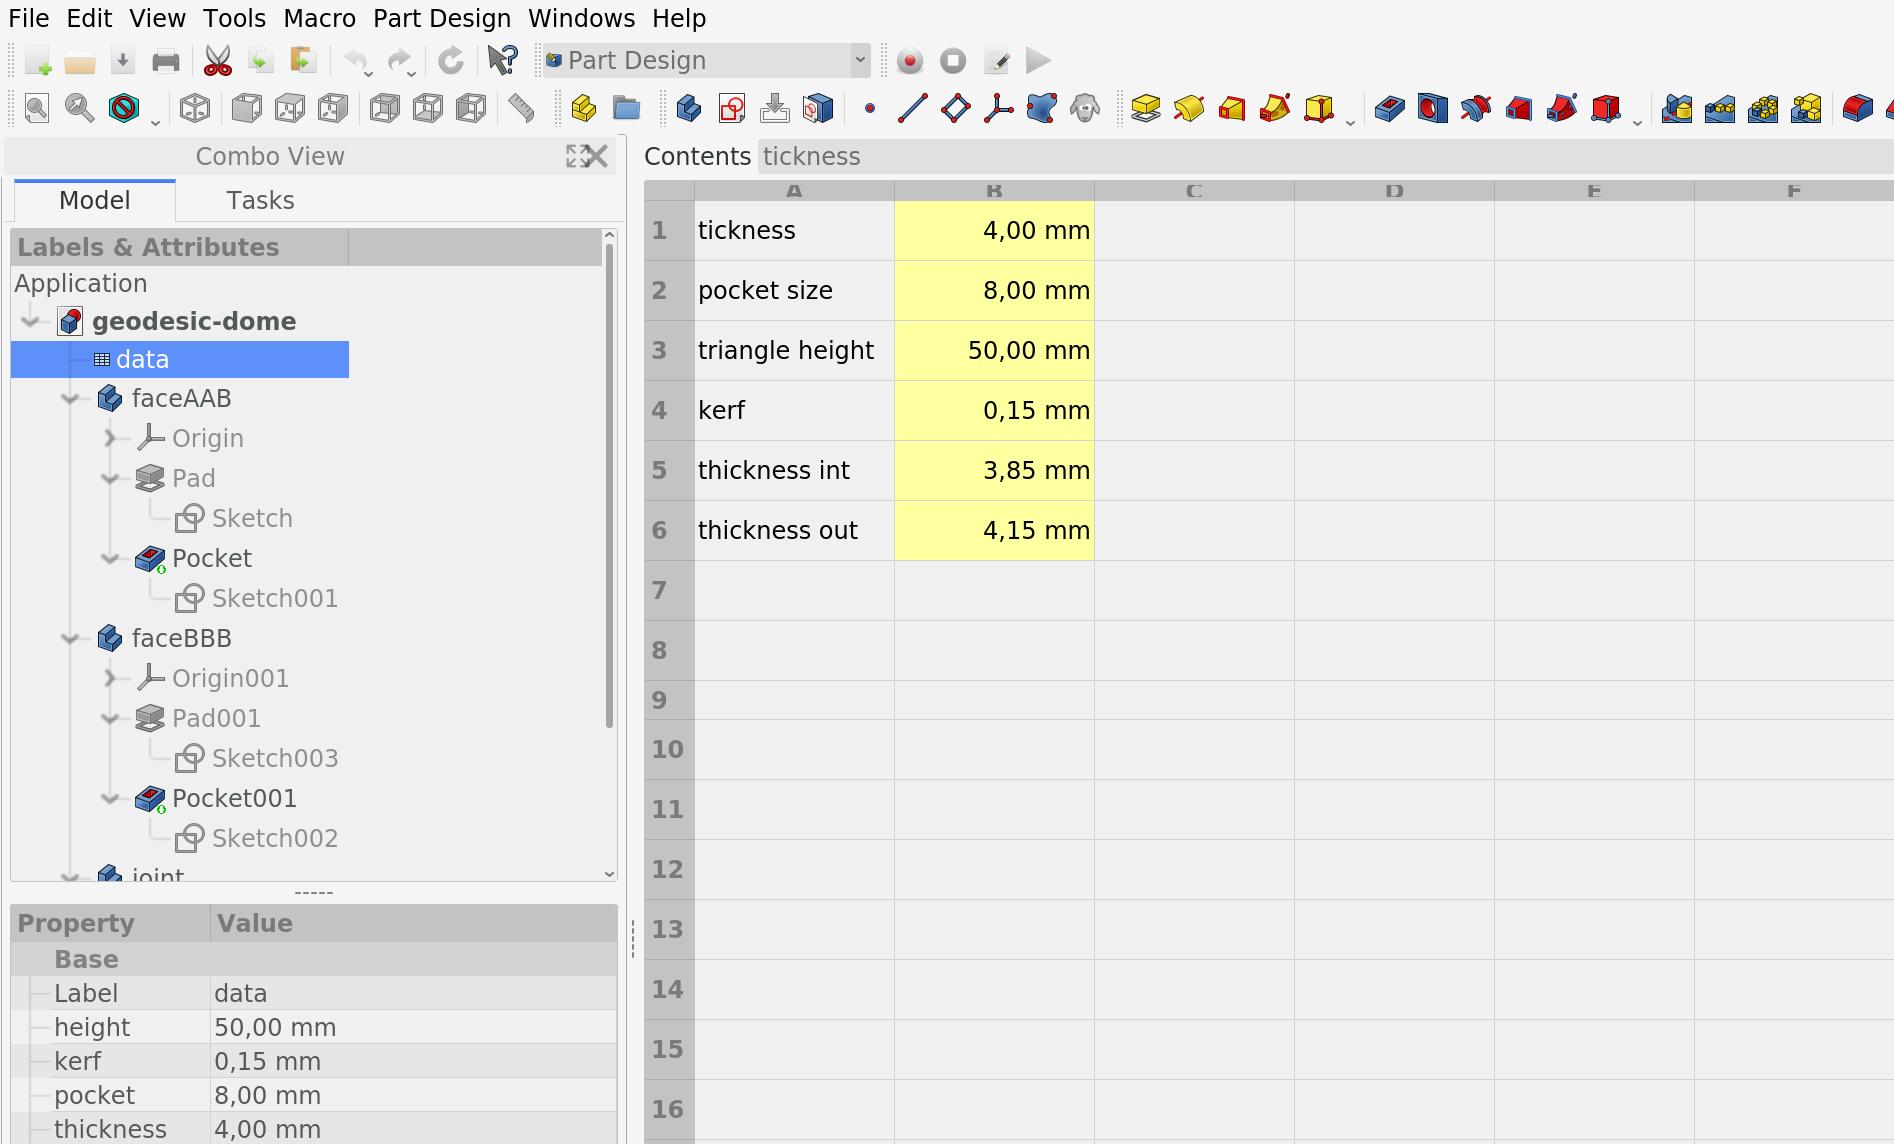 File Edit View Tools Macro Part Design Windows Help
Part Design
Combo View
Model Tasks
Labels & Attributes
Application
geodesic-dome
data
faceAAB
Origin
Pad
Sketch
Pocket
Sketch001
faceBBB
Origin001
Pad001
Sketch003
Pocket001
Sketch002
joint
Property Value
Base
Label data
height 50,00 mm
kerf 0,15 mm
pocket 8,00 mm
thickness 4,00 mm
Contents tickness
A B C D E F
1 tickness 4,00 mm
2 pocket size 8,00 mm
3 triangle height 50,00 mm
4 kerf 0,15 mm
5 thickness int 3,85 mm
6 thickness out 4,15 mm
7
8
9
10
11
12
13
14
15
16